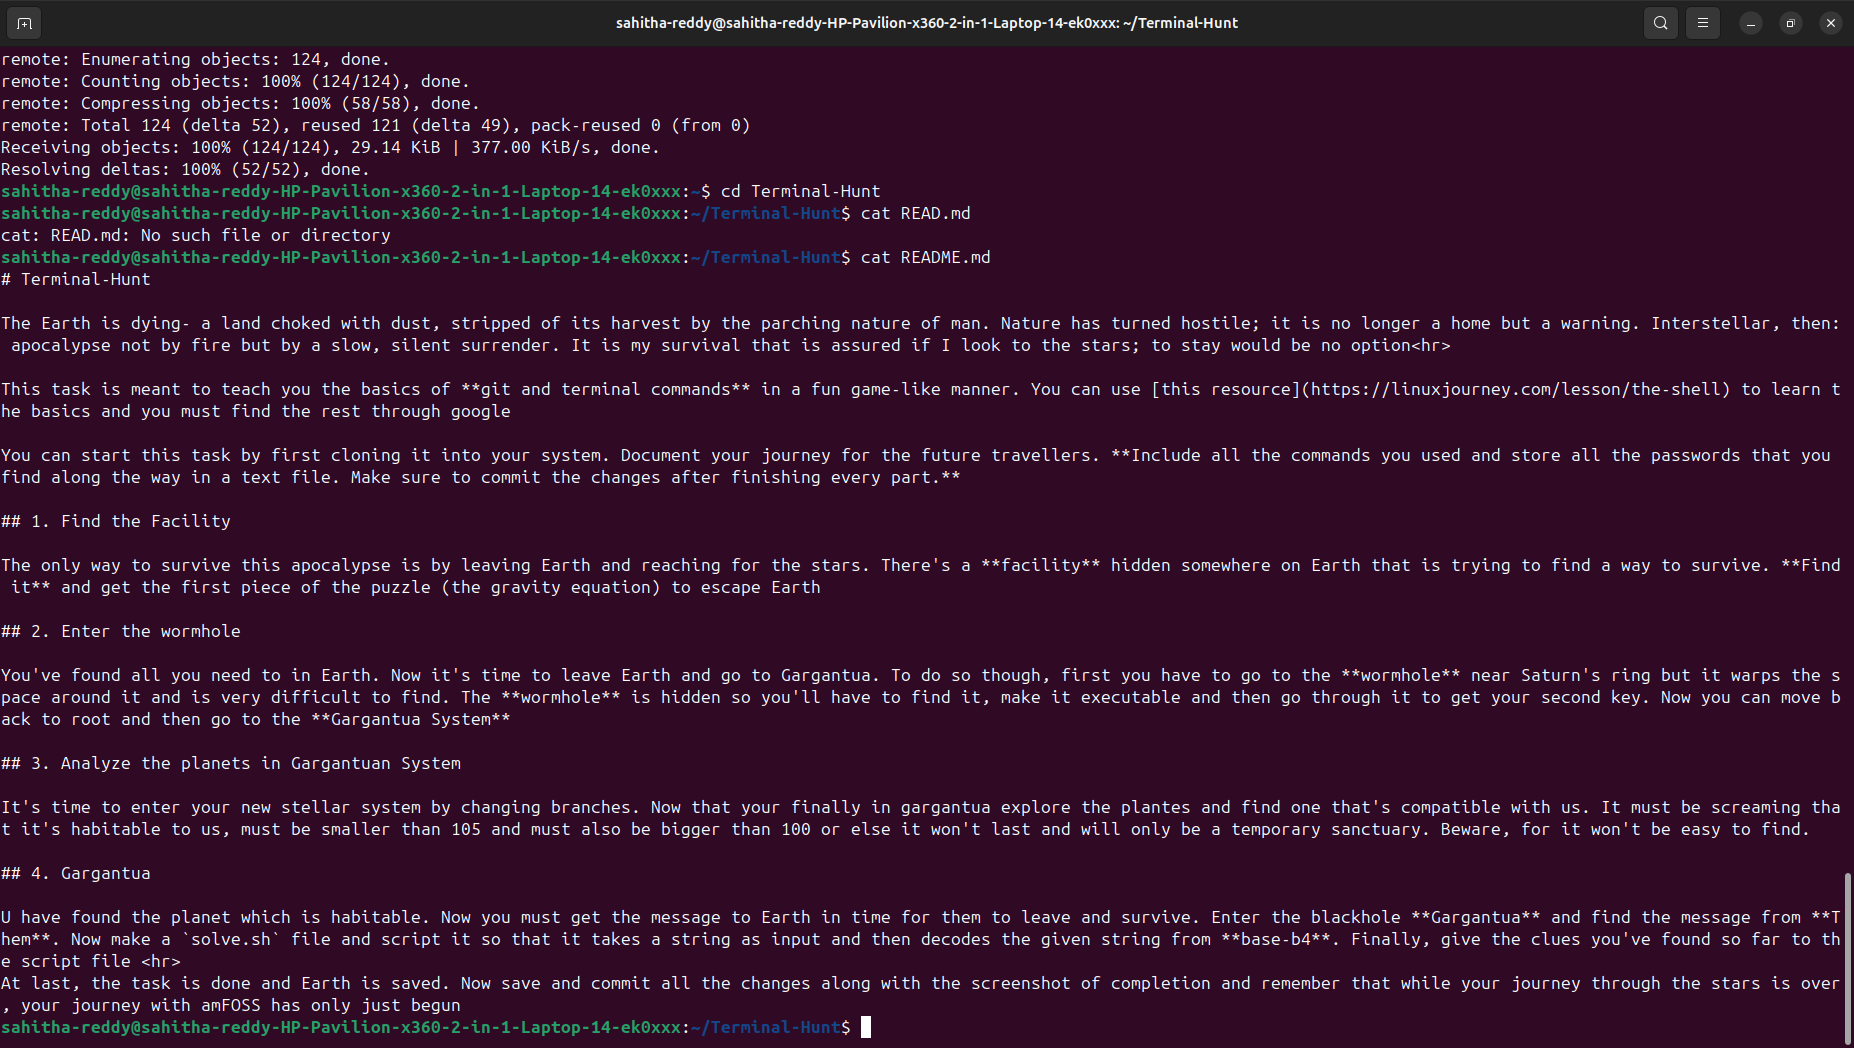 sahitha-reddy@sahitha-reddy-HP-Pavilion-x360-2-in-1-Laptop-14-ek0xxx: ~/Terminal-Hunt
remote: Enumerating objects: 124, done.
remote: Counting objects: 100% (124/124), done.
remote: Compressing objects: 100% (58/58), done.
remote: Total 124 (delta 52), reused 121 (delta 49), pack-reused 0 (from 0)
Receiving objects: 100% (124/124), 29.14 KiB | 377.00 KiB/s, done.
Resolving deltas: 100% (52/52), done.
sahitha-reddy@sahitha-reddy-HP-Pavilion-x360-2-in-1-Laptop-14-ek0xxx:~$ cd Terminal-Hunt
sahitha-reddy@sahitha-reddy-HP-Pavilion-x360-2-in-1-Laptop-14-ek0xxx:~/Terminal-Hunt$ cat READ.md
cat: READ.md: No such file or directory
sahitha-reddy@sahitha-reddy-HP-Pavilion-x360-2-in-1-Laptop-14-ek0xxx:~/Terminal-Hunt$ cat README.md
# Terminal-Hunt
The Earth is dying- a land choked with dust, stripped of its harvest by the parching nature of man. Nature has turned hostile; it is no longer a home but a warning. Interstellar, then:
 apocalypse not by fire but by a slow, silent surrender. It is my survival that is assured if I look to the stars; to stay would be no option<hr>
This task is meant to teach you the basics of **git and terminal commands** in a fun game-like manner. You can use [this resource](https://linuxjourney.com/lesson/the-shell) to learn t
he basics and you must find the rest through google
You can start this task by first cloning it into your system. Document your journey for the future travellers. **Include all the commands you used and store all the passwords that you
find along the way in a text file. Make sure to commit the changes after finishing every part.**
## 1. Find the Facility
The only way to survive this apocalypse is by leaving Earth and reaching for the stars. There's a **facility** hidden somewhere on Earth that is trying to find a way to survive. **Find
 it** and get the first piece of the puzzle (the gravity equation) to escape Earth
## 2. Enter the wormhole
You've found all you need to in Earth. Now it's time to leave Earth and go to Gargantua. To do so though, first you have to go to the **wormhole** near Saturn's ring but it warps the s
pace around it and is very difficult to find. The **wormhole** is hidden so you'll have to find it, make it executable and then go through it to get your second key. Now you can move b
ack to root and then go to the **Gargantua System**
## 3. Analyze the planets in Gargantuan System
It's time to enter your new stellar system by changing branches. Now that your finally in gargantua explore the plantes and find one that's compatible with us. It must be screaming tha
t it's habitable to us, must be smaller than 105 and must also be bigger than 100 or else it won't last and will only be a temporary sanctuary. Beware, for it won't be easy to find.
## 4. Gargantua
U have found the planet which is habitable. Now you must get the message to Earth in time for them to leave and survive. Enter the blackhole **Gargantua** and find the message from **T
hem**. Now make a `solve.sh` file and script it so that it takes a string as input and then decodes the given string from **base-b4**. Finally, give the clues you've found so far to th
e script file <hr>
At last, the task is done and Earth is saved. Now save and commit all the changes along with the screenshot of completion and remember that while your journey through the stars is over
, your journey with amFOSS has only just begun
sahitha-reddy@sahitha-reddy-HP-Pavilion-x360-2-in-1-Laptop-14-ek0xxx:~/Terminal-Hunt$